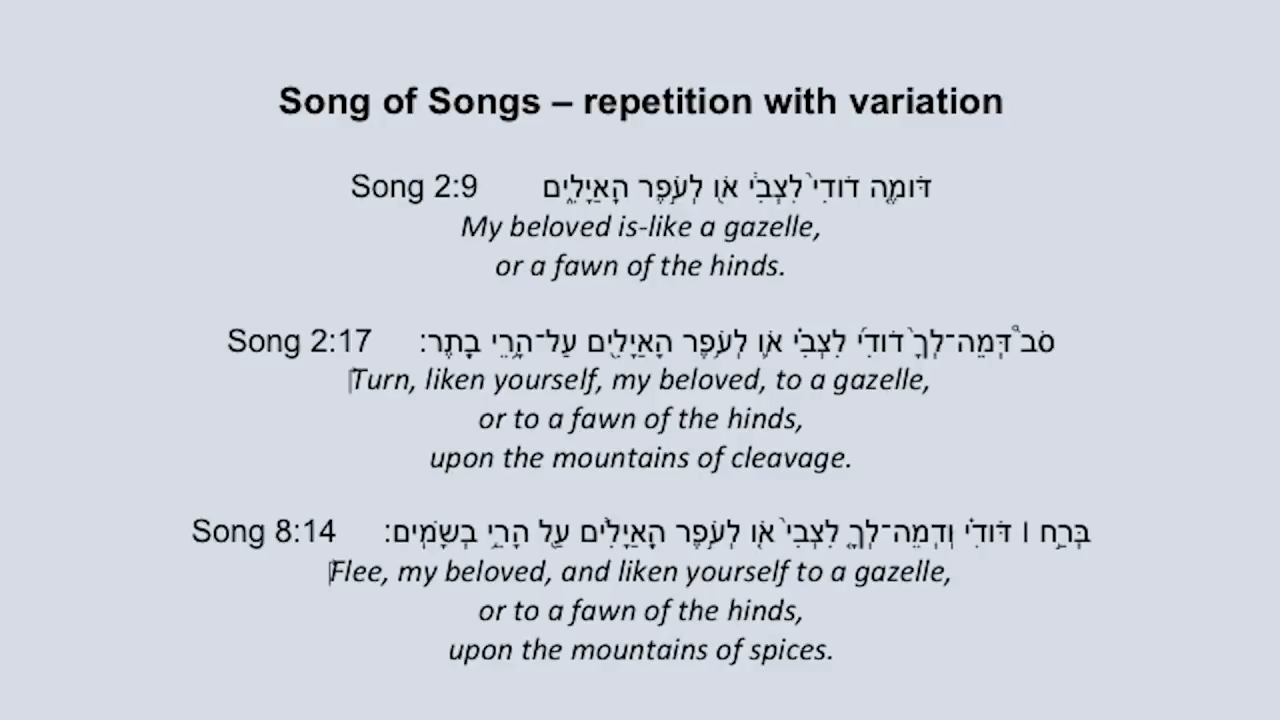 Song of Songs – repetition with variation
Song 2:9 דּוֹמֶ֤ה דוֹדִי֙ לִצְבִ֔י א֖וֹ לְעֹ֣פֶר הָֽאַיָּלִ֑ים
My beloved is-like a gazelle,
or a fawn of the hinds.
Song 2:17 סֹב֩ דְּמֵה־לְךָ֨ דוֹדִ֜י לִצְבִ֗י א֛וֹ לְעֹ֥פֶר הָאַיָּלִ֖ים עַל־הָ֥רֵי בָֽתֶר׃
Turn, liken yourself, my beloved, to a gazelle,
or to a fawn of the hinds,
upon the mountains of cleavage.
Song 8:14 בְּרַ֣ח ׀ דּוֹדִ֗י וּֽדְמֵה־לְךָ֤ לִצְבִי֙ א֚וֹ לְעֹ֣פֶר הָֽאַיָּלִ֔ים עַ֖ל הָרֵ֥י בְשָׂמִֽים׃
Flee, my beloved, and liken yourself to a gazelle,
or to a fawn of the hinds,
upon the mountains of spices.